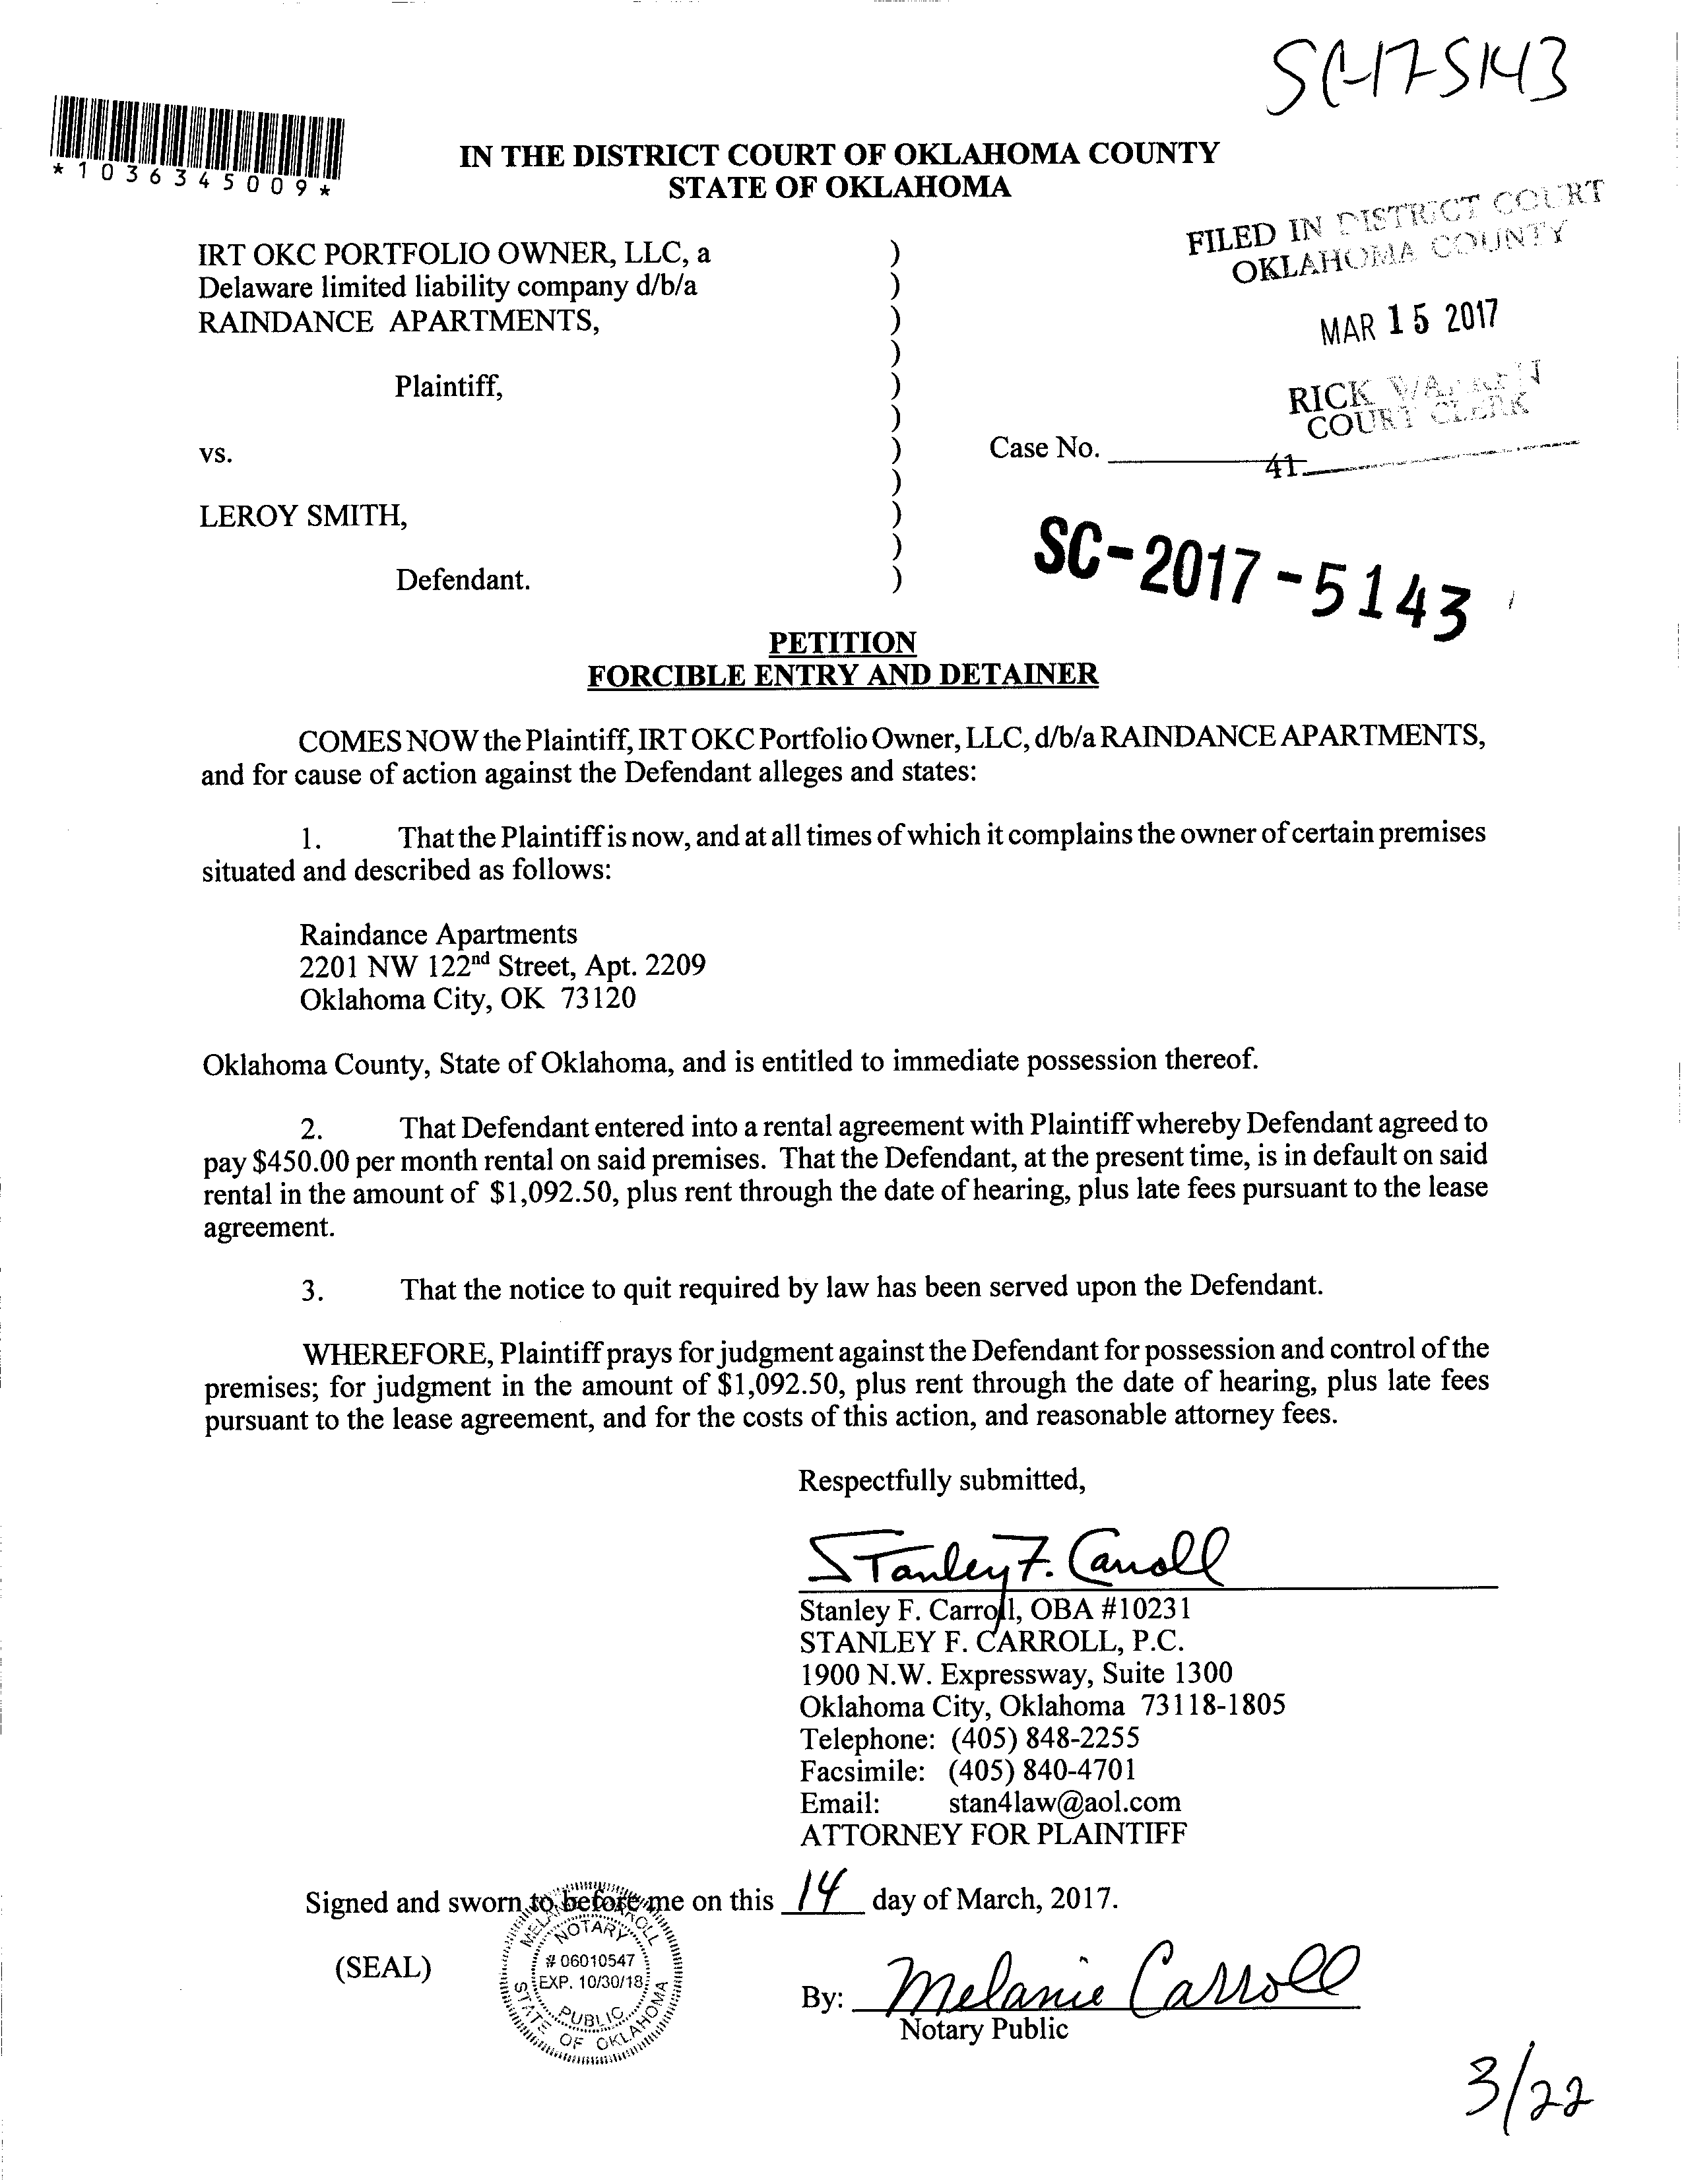 SC-17-5143
*1036345009*
IN THE DISTRICT COURT OF OKLAHOMA COUNTY
STATE OF OKLAHOMA
FILED IN DISTRICT COURT
OKLAHOMA COUNTY
MAR 15 2017
RICK WARREN
COURT CLERK
41
IRT OKC PORTFOLIO OWNER, LLC, a )
Delaware limited liability company d/b/a )
RAINDANCE APARTMENTS, )
)
Plaintiff, )
)
vs. ) Case No.
)
LEROY SMITH, )
)
Defendant. )
SC-2017-5143
PETITION
FORCIBLE ENTRY AND DETAINER
COMES NOW the Plaintiff, IRT OKC Portfolio Owner, LLC, d/b/a RAINDANCE APARTMENTS,
and for cause of action against the Defendant alleges and states:
1. That the Plaintiff is now, and at all times of which it complains the owner of certain premises
situated and described as follows:
Raindance Apartments
2201 NW 122nd Street, Apt. 2209
Oklahoma City, OK 73120
Oklahoma County, State of Oklahoma, and is entitled to immediate possession thereof.
2. That Defendant entered into a rental agreement with Plaintiff whereby Defendant agreed to
pay $450.00 per month rental on said premises. That the Defendant, at the present time, is in default on said
rental in the amount of $1,092.50, plus rent through the date of hearing, plus late fees pursuant to the lease
agreement.
3. That the notice to quit required by law has been served upon the Defendant.
WHEREFORE, Plaintiff prays for judgment against the Defendant for possession and control of the
premises; for judgment in the amount of $1,092.50, plus rent through the date of hearing, plus late fees
pursuant to the lease agreement, and for the costs of this action, and reasonable attorney fees.
Respectfully submitted,
Stanley F. Carroll
Stanley F. Carroll, OBA #10231
STANLEY F. CARROLL, P.C.
1900 N.W. Expressway, Suite 1300
Oklahoma City, Oklahoma 73118-1805
Telephone: (405) 848-2255
Facsimile: (405) 840-4701
Email: stan4law@aol.com
ATTORNEY FOR PLAINTIFF
Signed and sworn to before me on this 14 day of March, 2017.
(SEAL)
MELANIE CARROLL
NOTARY
# 06010547
EXP. 10/30/18
PUBLIC
STATE OF OKLAHOMA
By: Melanie Carroll
Notary Public
3/22